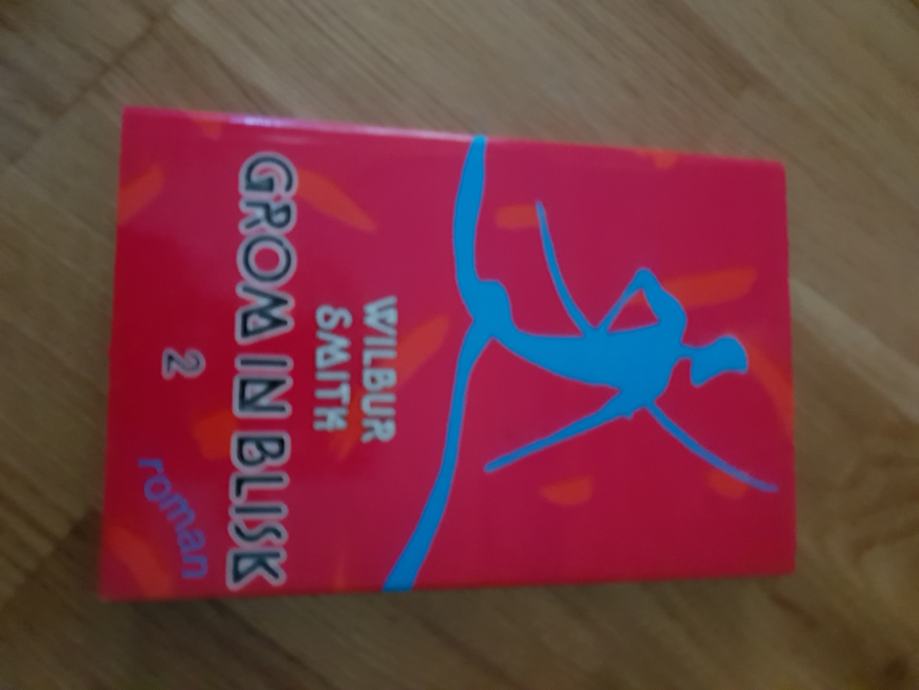 WILBUR
SMITH
GROM IN BLISK
2
roman